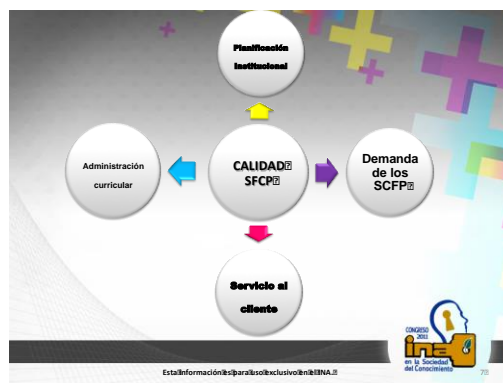 Planificación
Institucional
Administración
curricular
CALIDAD
SFCP
Demanda
de los
SCFP
Servicio al
cliente
CONGRESO
2011
ina
en la Sociedad
del Conocimiento
Esta Información es para uso exclusivo en el INA.
7